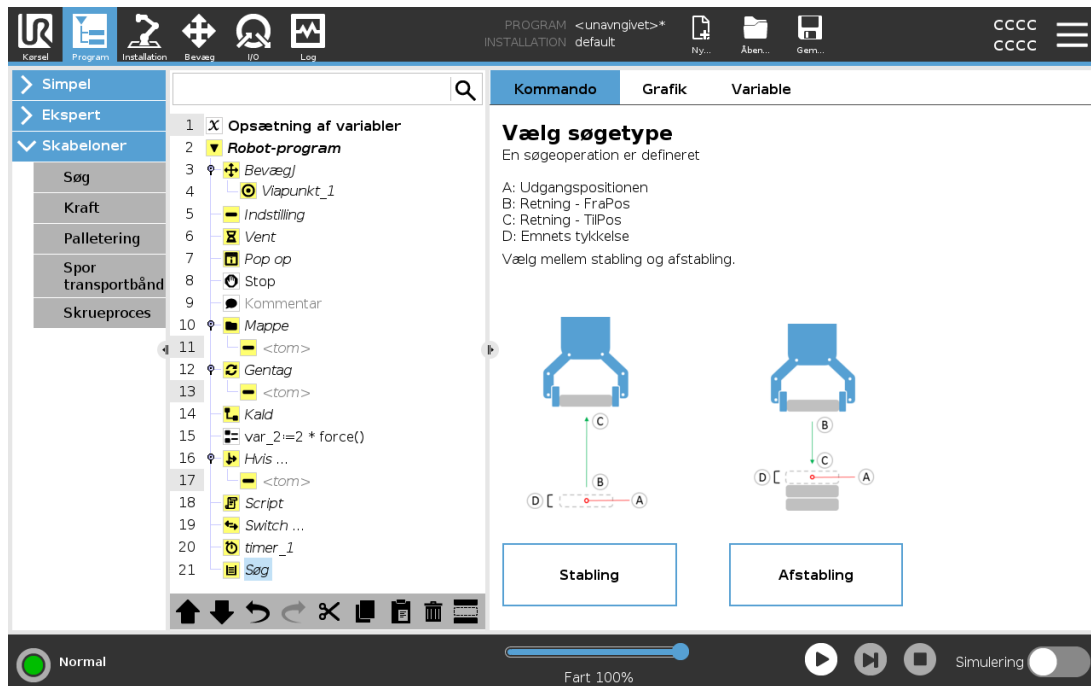 Kørsel
Program
Installation
Bevæg
I/O
Log
PROGRAM <unavngivet>*
INSTALLATION default
Ny...
Åben...
Gem...
CCCC
CCCC
Simpel
Ekspert
Skabeloner
Søg
Kraft
Palletering
Spor
transportbånd
Skrueproces
1 X Opsætning af variabler
2 Robot-program
3 BevægJ
4 Viapunkt_1
5 Indstilling
6 Vent
7 Pop op
8 Stop
9 Kommentar
10 Mappe
11 <tom>
12 Gentag
13 <tom>
14 Kald
15 var_2:=2 * force()
16 Hvis ...
17 <tom>
18 Script
19 Switch ...
20 timer_1
21 Søg
Kommando Grafik Variable
Vælg søgetype
En søgeoperation er defineret
A: Udgangspositionen
B: Retning - FraPos
C: Retning - TilPos
D: Emnets tykkelse
Vælg mellem stabling og afstabling.
C
B
D
A
B
C
D
A
Stabling
Afstabling
Normal
Fart 100%
Simulering